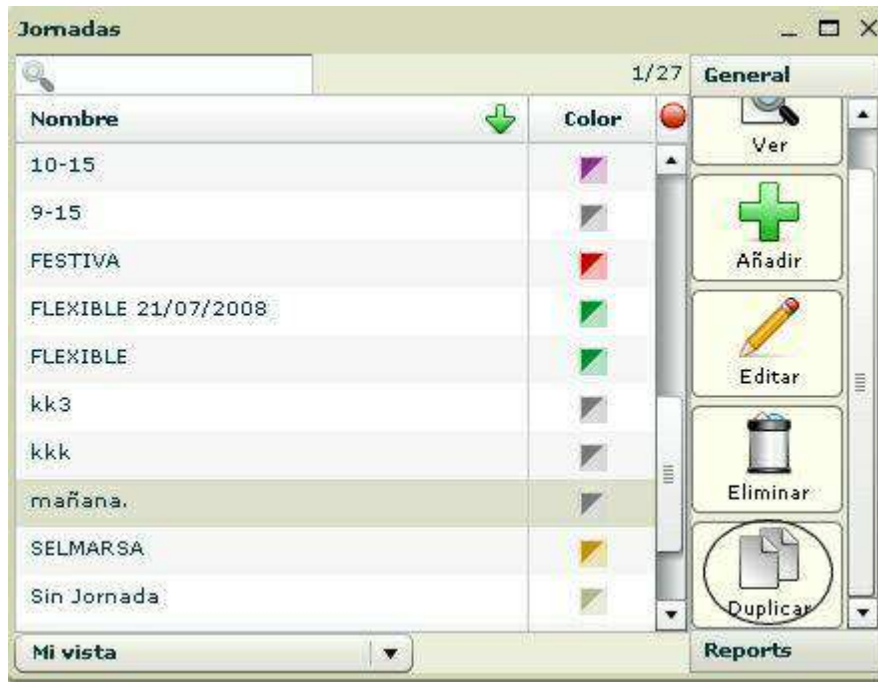 Jornadas
1/27
General
Nombre
Color
Ver
10-15
9-15
Añadir
FESTIVA
FLEXIBLE 21/07/2008
FLEXIBLE
Editar
kk3
kkk
mañana.
Eliminar
SELMARSA
Sin Jornada
Duplicar
Mi vista
Reports